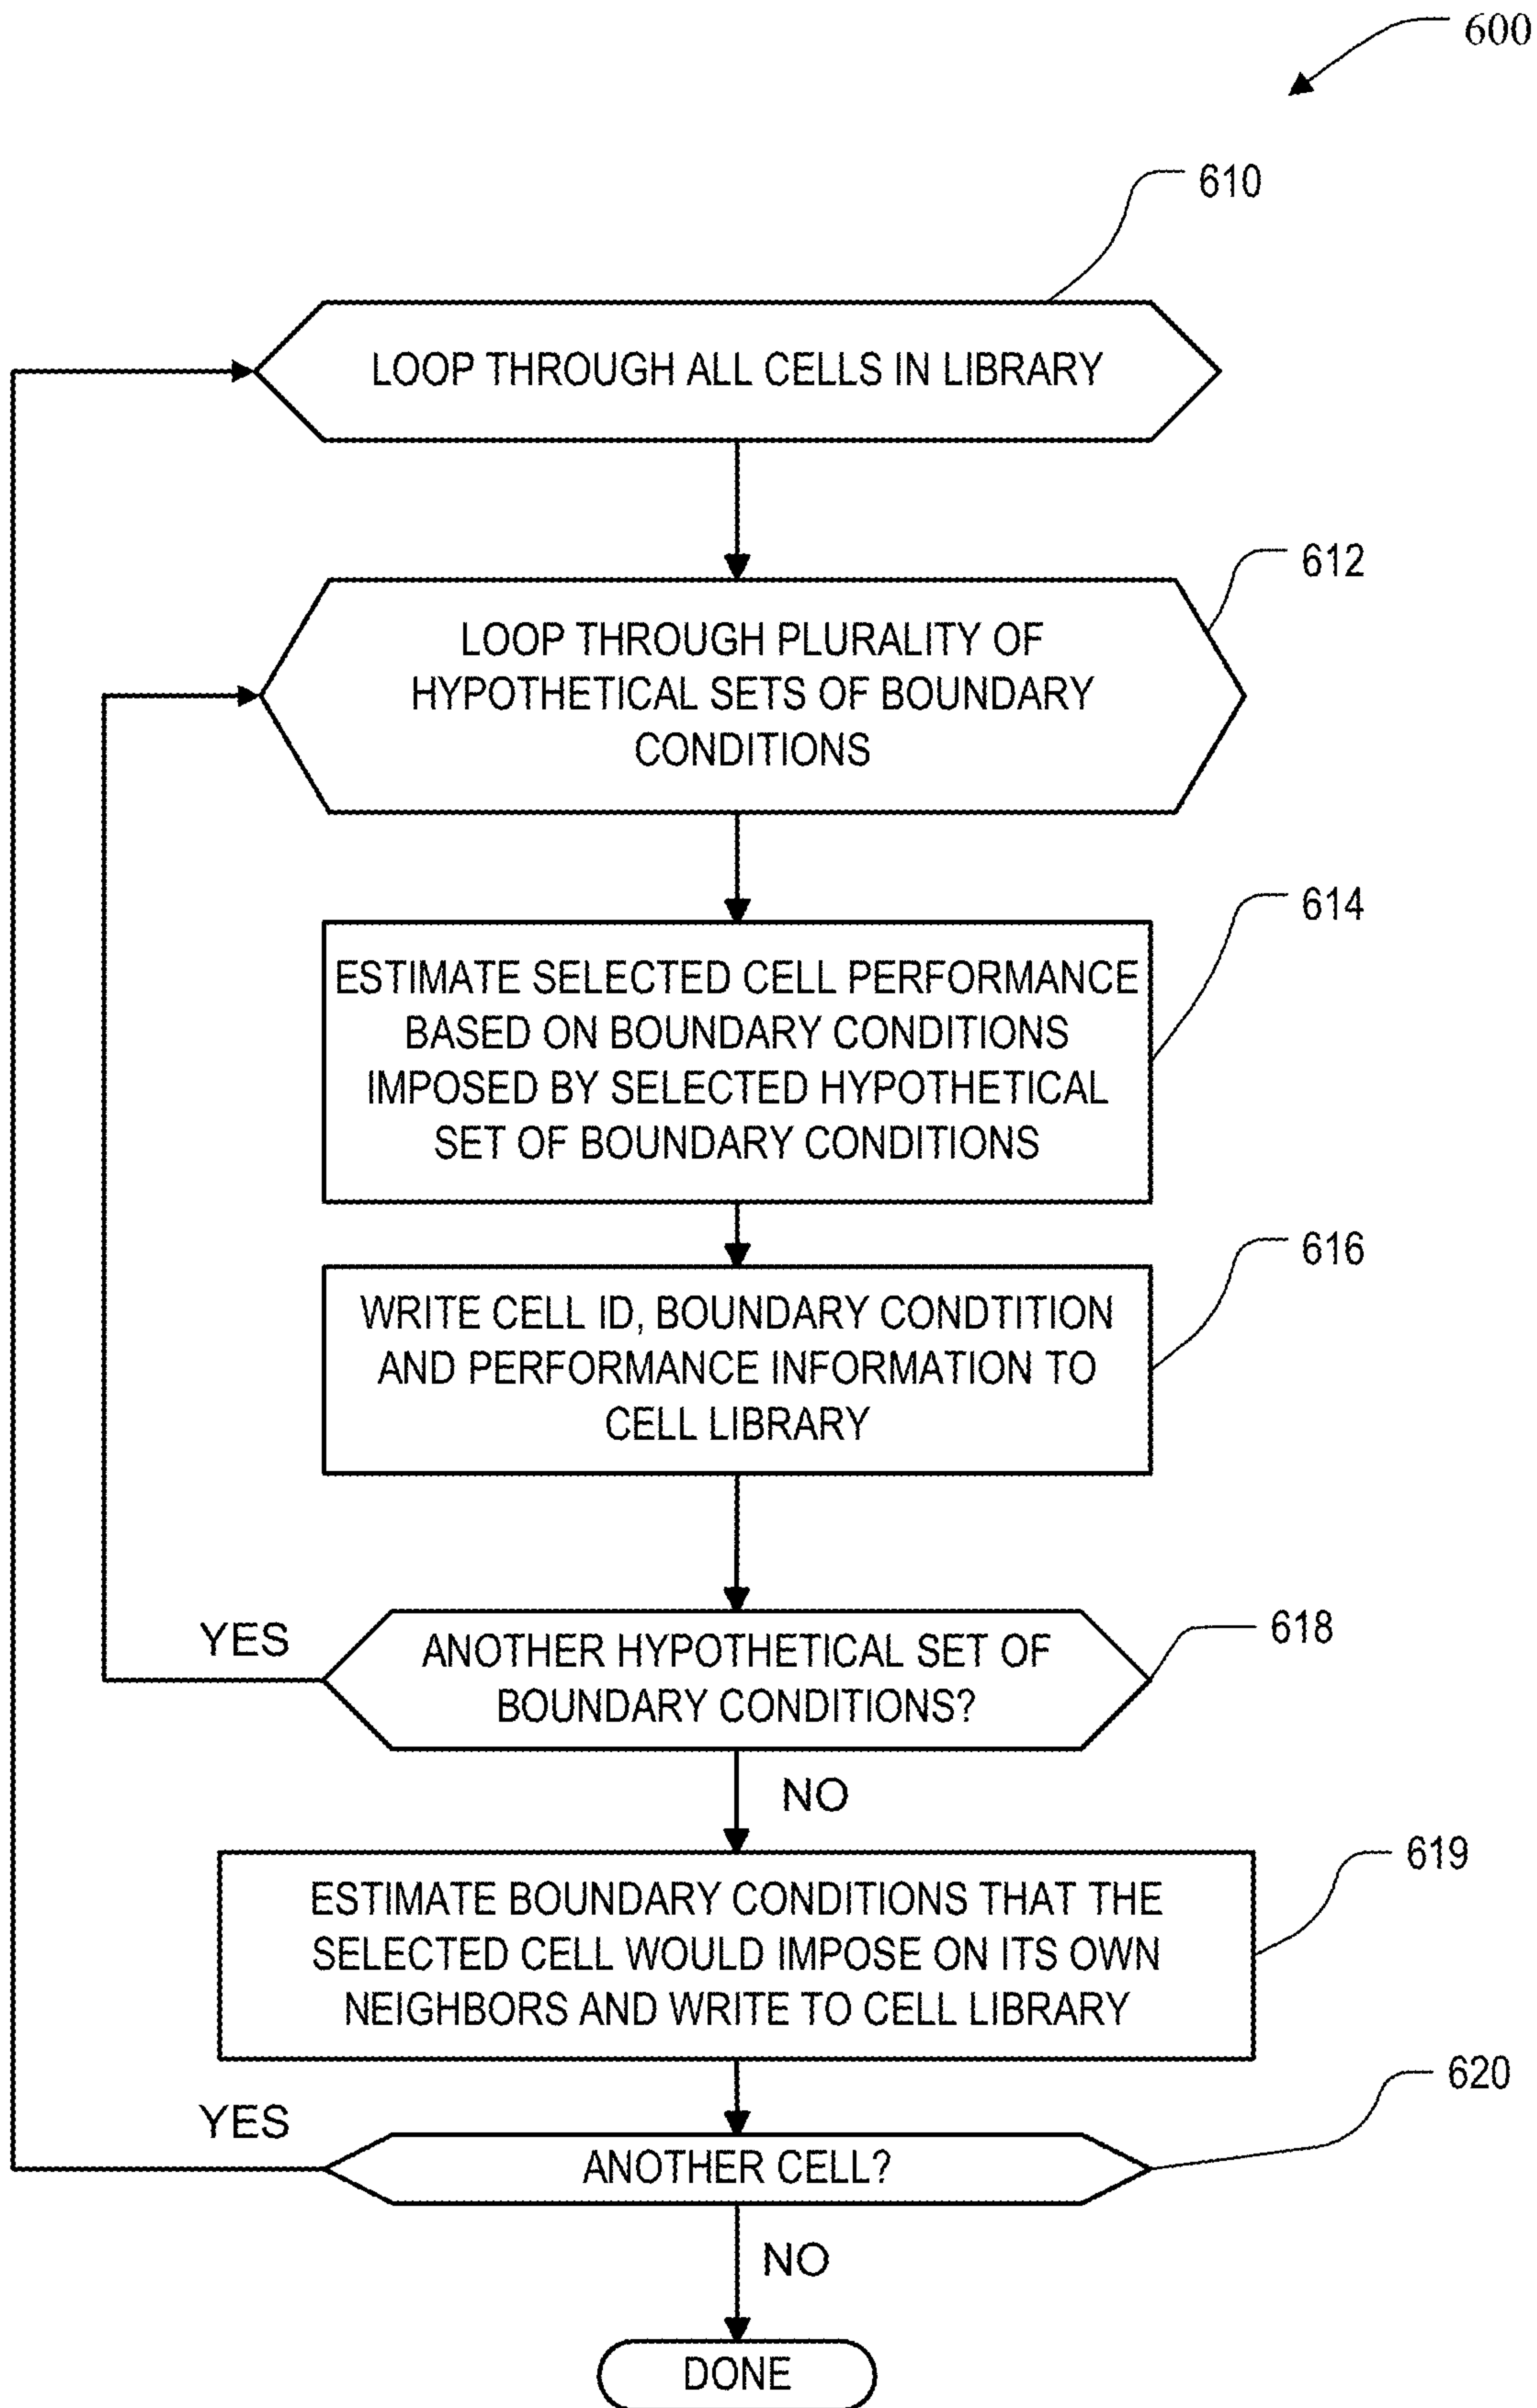 600
610
LOOP THROUGH ALL CELLS IN LIBRARY
612
LOOP THROUGH PLURALITY OF
HYPOTHETICAL SETS OF BOUNDARY
CONDITIONS
614
ESTIMATE SELECTED CELL PERFORMANCE
BASED ON BOUNDARY CONDITIONS
IMPOSED BY SELECTED HYPOTHETICAL
SET OF BOUNDARY CONDITIONS
616
WRITE CELL ID, BOUNDARY CONDTITION
AND PERFORMANCE INFORMATION TO
CELL LIBRARY
618
YES
ANOTHER HYPOTHETICAL SET OF
BOUNDARY CONDITIONS?
NO
619
ESTIMATE BOUNDARY CONDITIONS THAT THE
SELECTED CELL WOULD IMPOSE ON ITS OWN
NEIGHBORS AND WRITE TO CELL LIBRARY
620
YES
ANOTHER CELL?
NO
DONE